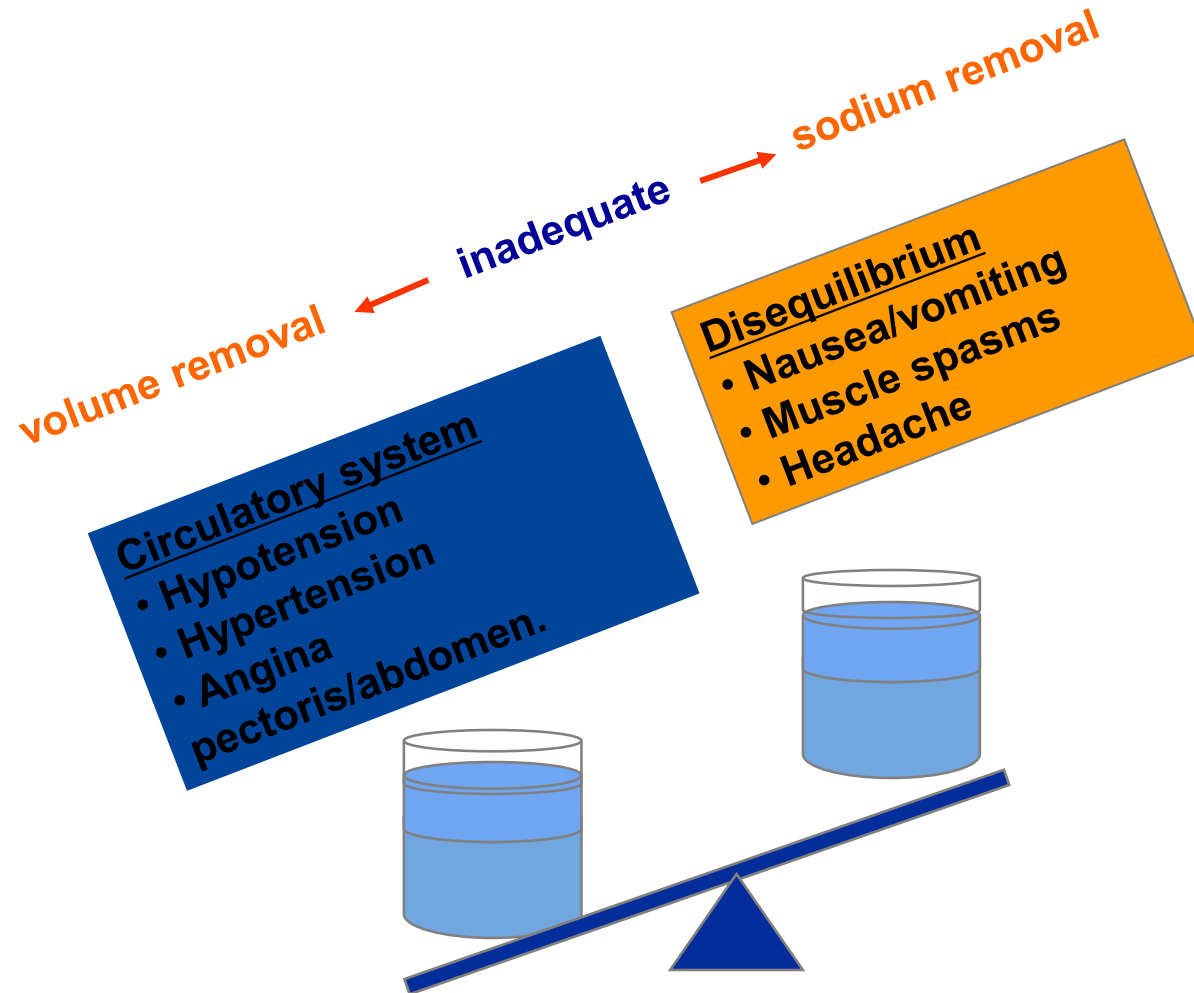 sodium removal
inadequate
volume removal
Disequilibrium
• Nausea/vomiting
• Muscle spasms
• Headache
Circulatory system
• Hypotension
• Hypertension
• Angina
pectoris/abdomen.